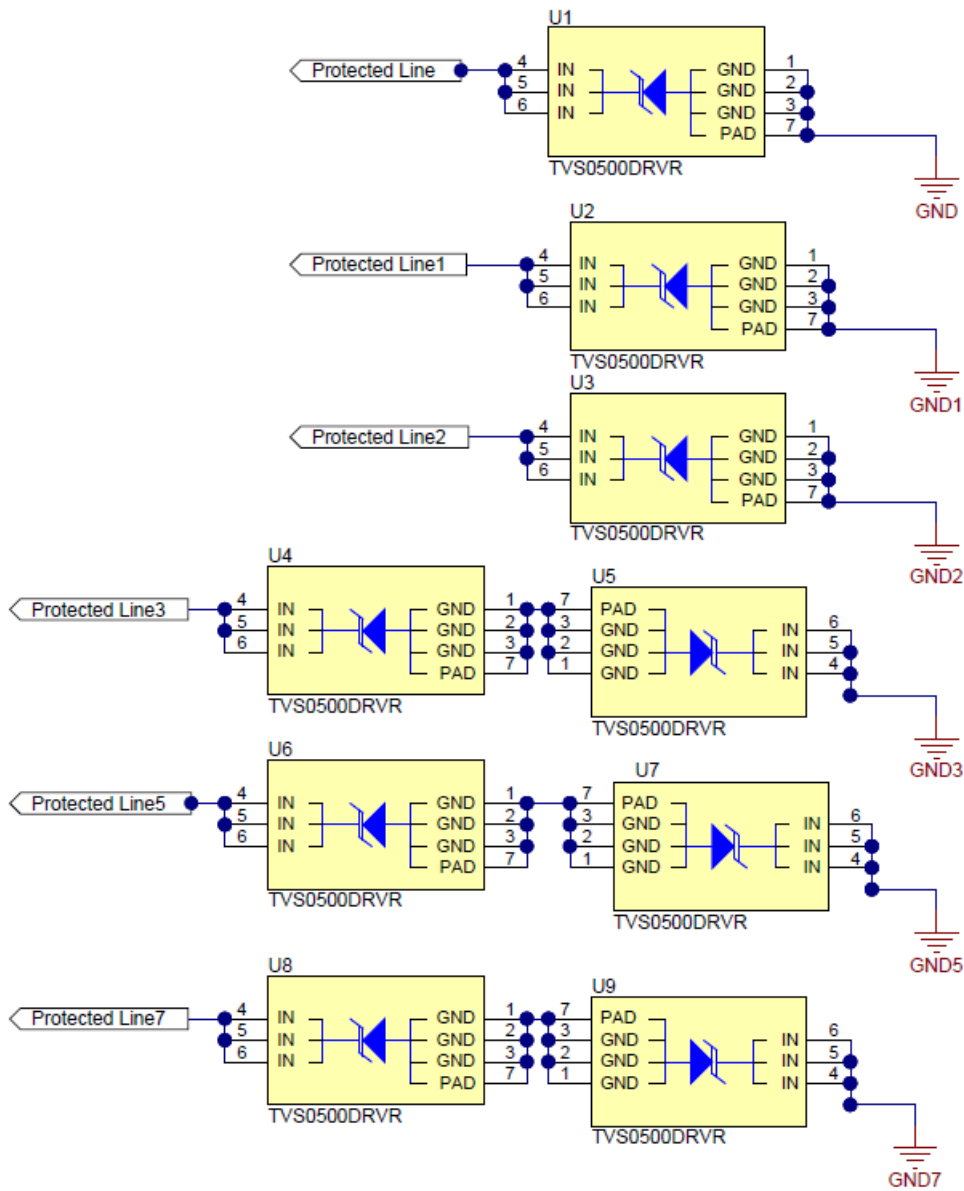 U1
Protected Line
4 IN GND 1
5 IN GND 2
6 IN GND 3
PAD 7
TVS0500DRVR
GND
U2
Protected Line1
4 IN GND 1
5 IN GND 2
6 IN GND 3
PAD 7
TVS0500DRVR
GND1
U3
Protected Line2
4 IN GND 1
5 IN GND 2
6 IN GND 3
PAD 7
TVS0500DRVR
GND2
U4
Protected Line3
4 IN GND 1
5 IN GND 2
6 IN GND 3
PAD 7
TVS0500DRVR
U5
7 PAD IN 6
3 GND IN 5
2 GND IN 4
1 GND
TVS0500DRVR
GND3
U6
Protected Line5
4 IN GND 1
5 IN GND 2
6 IN GND 3
PAD 7
TVS0500DRVR
U7
7 PAD IN 6
3 GND IN 5
2 GND IN 4
1 GND
TVS0500DRVR
GND5
U8
Protected Line7
4 IN GND 1
5 IN GND 2
6 IN GND 3
PAD 7
TVS0500DRVR
U9
7 PAD IN 6
3 GND IN 5
2 GND IN 4
1 GND
TVS0500DRVR
GND7